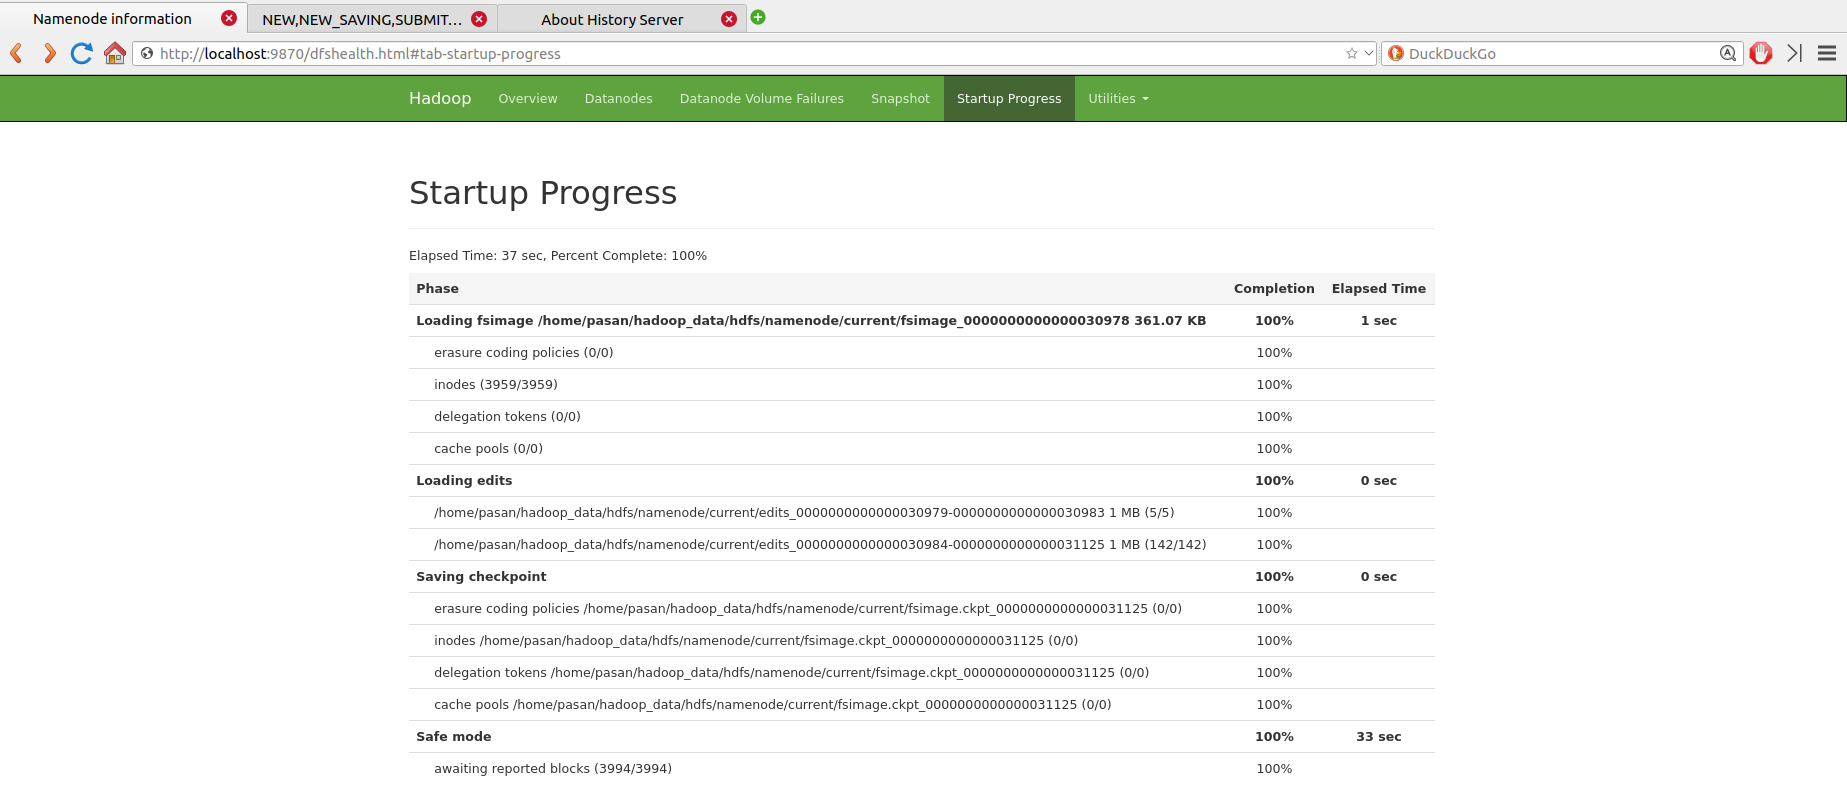 Namenode information NEW,NEW_SAVING,SUBMIT... About History Server
http://localhost:9870/dfshealth.html#tab-startup-progress DuckDuckGo
Hadoop Overview Datanodes Datanode Volume Failures Snapshot Startup Progress Utilities
Startup Progress
Elapsed Time: 37 sec, Percent Complete: 100%
Phase Completion Elapsed Time
Loading fsimage /home/pasan/hadoop_data/hdfs/namenode/current/fsimage_0000000000000030978 361.07 KB 100% 1 sec
erasure coding policies (0/0) 100%
inodes (3959/3959) 100%
delegation tokens (0/0) 100%
cache pools (0/0) 100%
Loading edits 100% 0 sec
/home/pasan/hadoop_data/hdfs/namenode/current/edits_0000000000000030979-0000000000000030983 1 MB (5/5) 100%
/home/pasan/hadoop_data/hdfs/namenode/current/edits_0000000000000030984-0000000000000031125 1 MB (142/142) 100%
Saving checkpoint 100% 0 sec
erasure coding policies /home/pasan/hadoop_data/hdfs/namenode/current/fsimage.ckpt_0000000000000031125 (0/0) 100%
inodes /home/pasan/hadoop_data/hdfs/namenode/current/fsimage.ckpt_0000000000000031125 (0/0) 100%
delegation tokens /home/pasan/hadoop_data/hdfs/namenode/current/fsimage.ckpt_0000000000000031125 (0/0) 100%
cache pools /home/pasan/hadoop_data/hdfs/namenode/current/fsimage.ckpt_0000000000000031125 (0/0) 100%
Safe mode 100% 33 sec
awaiting reported blocks (3994/3994) 100%